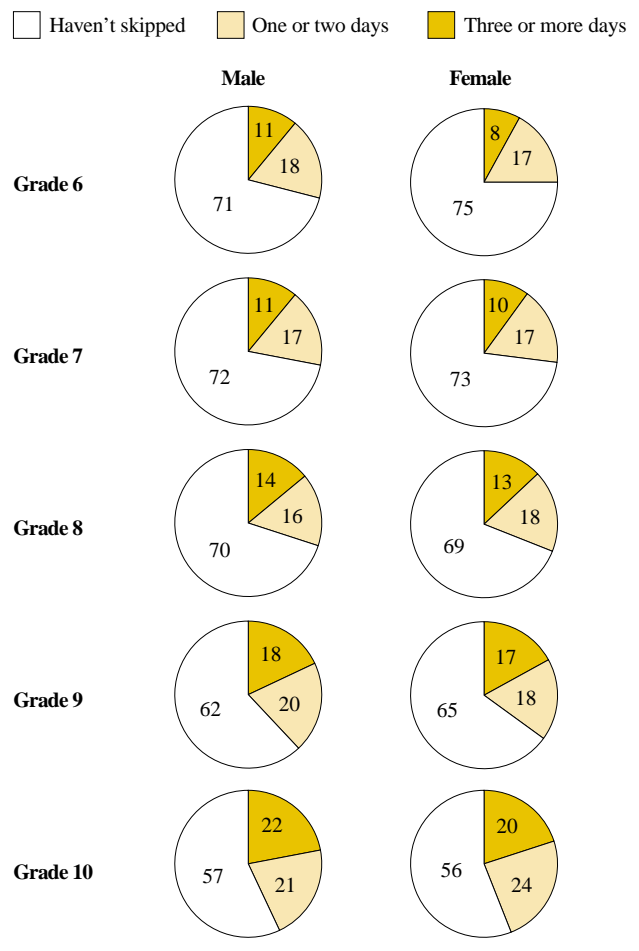 Haven't skipped One or two days Three or more days
Male Female
11 8
18 17
Grade 6
71 75
11 10
17 17
Grade 7
72 73
14 13
16 18
Grade 8
70 69
18 17
20 18
Grade 9
62 65
22 20
Grade 10
57 56
21 24